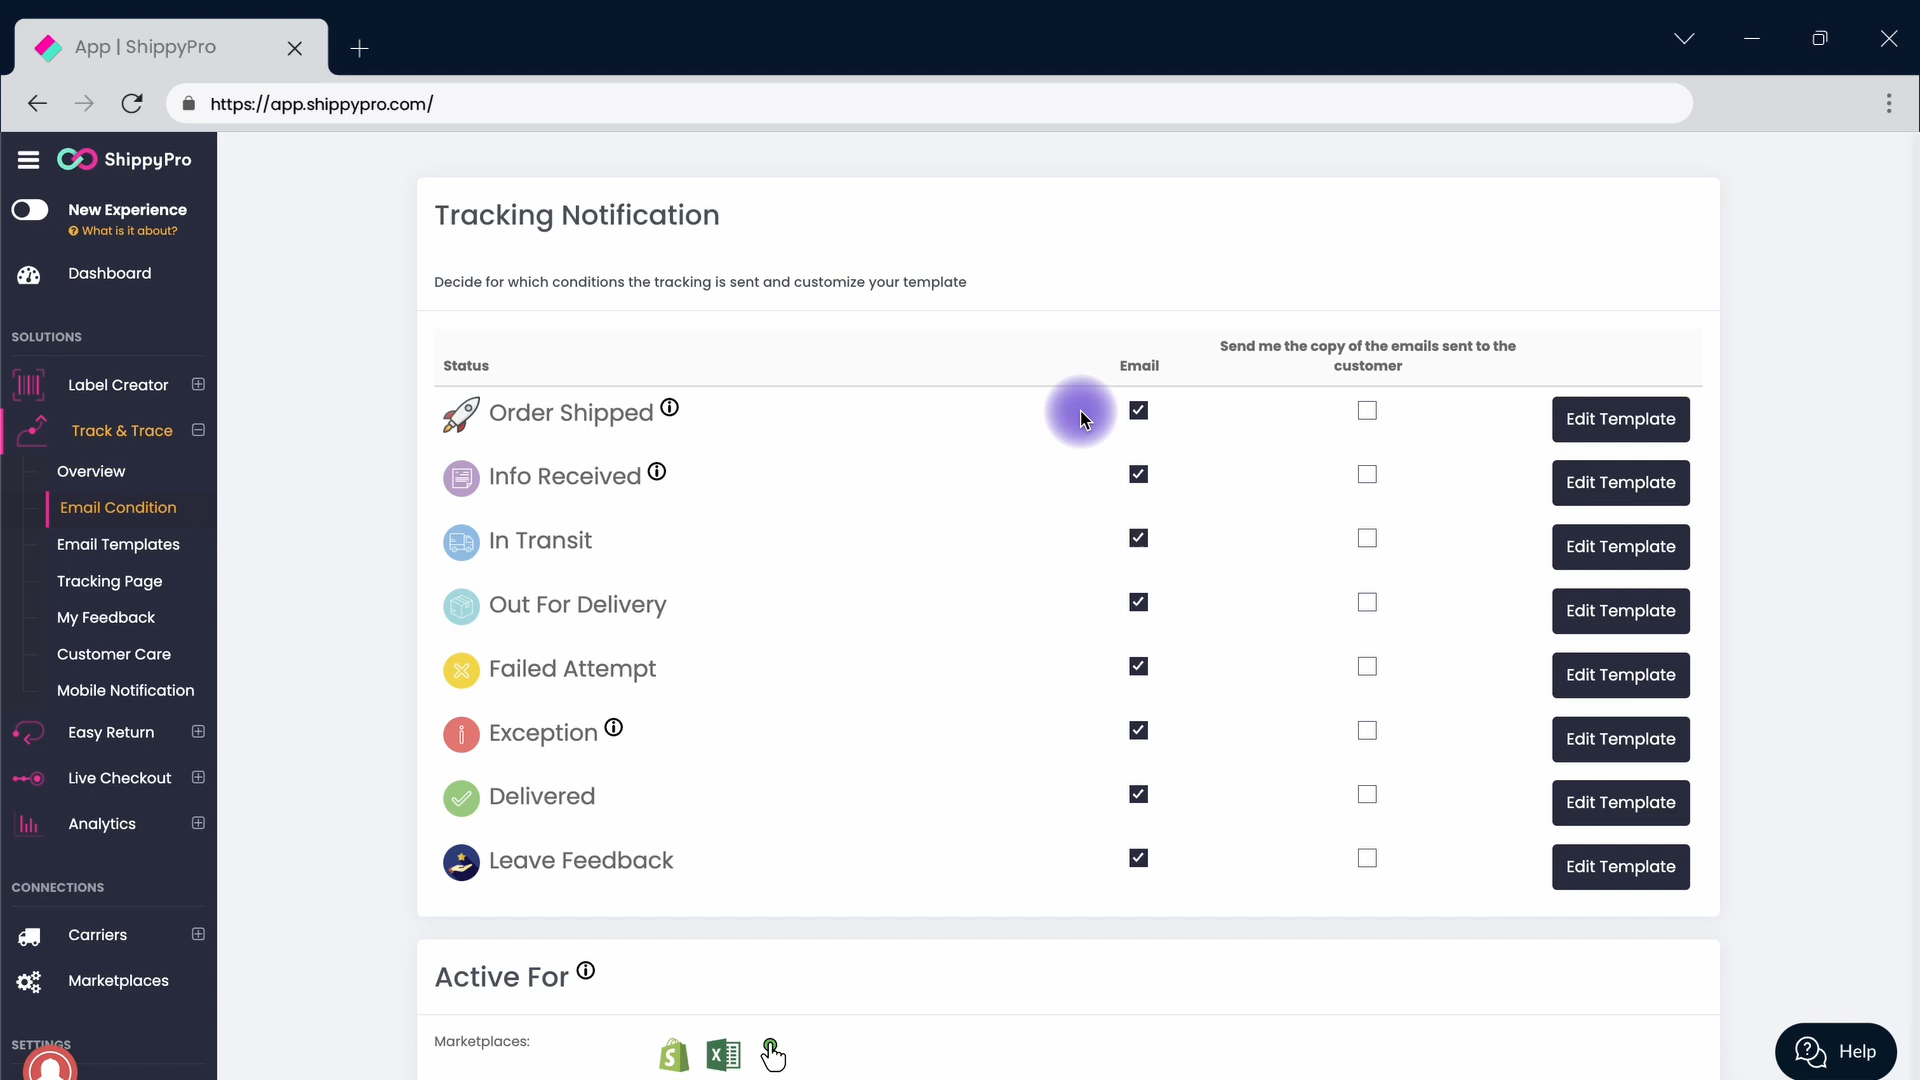 App | ShippyPro
https://app.shippypro.com/
ShippyPro
New Experience
What is it about?
Dashboard
SOLUTIONS
Label Creator
Track & Trace
Overview
Email Condition
Email Templates
Tracking Page
My Feedback
Customer Care
Mobile Notification
Easy Return
Live Checkout
Analytics
CONNECTIONS
Carriers
Marketplaces
SETTINGS
Tracking Notification
Decide for which conditions the tracking is sent and customize your template
Status
Email
Send me the copy of the emails sent to the
customer
Order Shipped
Edit Template
Info Received
Edit Template
In Transit
Edit Template
Out For Delivery
Edit Template
Failed Attempt
Edit Template
Exception
Edit Template
Delivered
Edit Template
Leave Feedback
Edit Template
Active For
Marketplaces:
Help